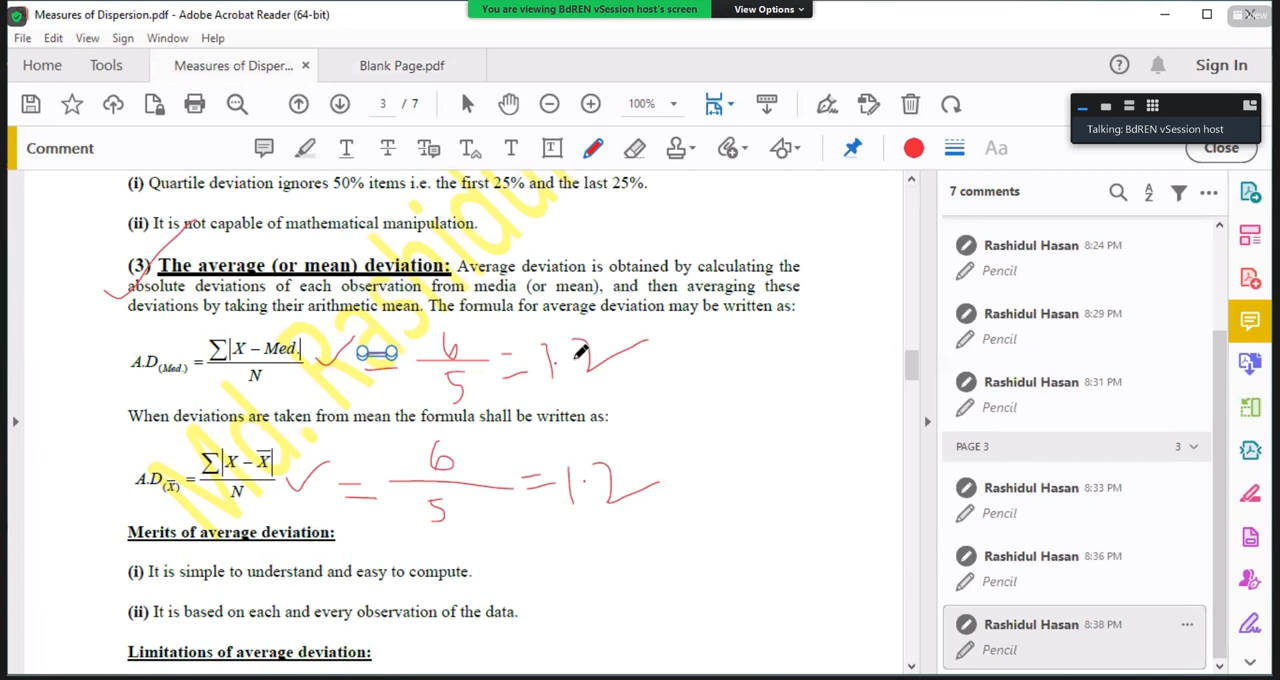 Measures of Dispersion.pdf - Adobe Acrobat Reader (64-bit)
You are viewing BdREN vSession host's screen
View Options
View
File Edit View Sign Window Help
Home Tools Measures of Disper... × Blank Page.pdf Sign In
3 / 7 100%
Talking: BdREN vSession host
Comment
Aa
Close
(i) Quartile deviation ignores 50% items i.e. the first 25% and the last 25%.
(ii) It is not capable of mathematical manipulation.
(3) The average (or mean) deviation: Average deviation is obtained by calculating the
absolute deviations of each observation from media (or mean), and then averaging these
deviations by taking their arithmetic mean. The formula for average deviation may be written as:
A.D(Med.) = ∑|X – Med.| / N = 6 / 5 = 1.2
When deviations are taken from mean the formula shall be written as:
A.D(X̅) = ∑|X – X̅| / N = 6 / 5 = 1.2
Merits of average deviation:
(i) It is simple to understand and easy to compute.
(ii) It is based on each and every observation of the data.
Limitations of average deviation:
Md. Rashidul
7 comments
Rashidul Hasan 8:24 PM
Pencil
Rashidul Hasan 8:29 PM
Pencil
Rashidul Hasan 8:31 PM
Pencil
PAGE 3 3
Rashidul Hasan 8:33 PM
Pencil
Rashidul Hasan 8:36 PM
Pencil
Rashidul Hasan 8:38 PM
Pencil